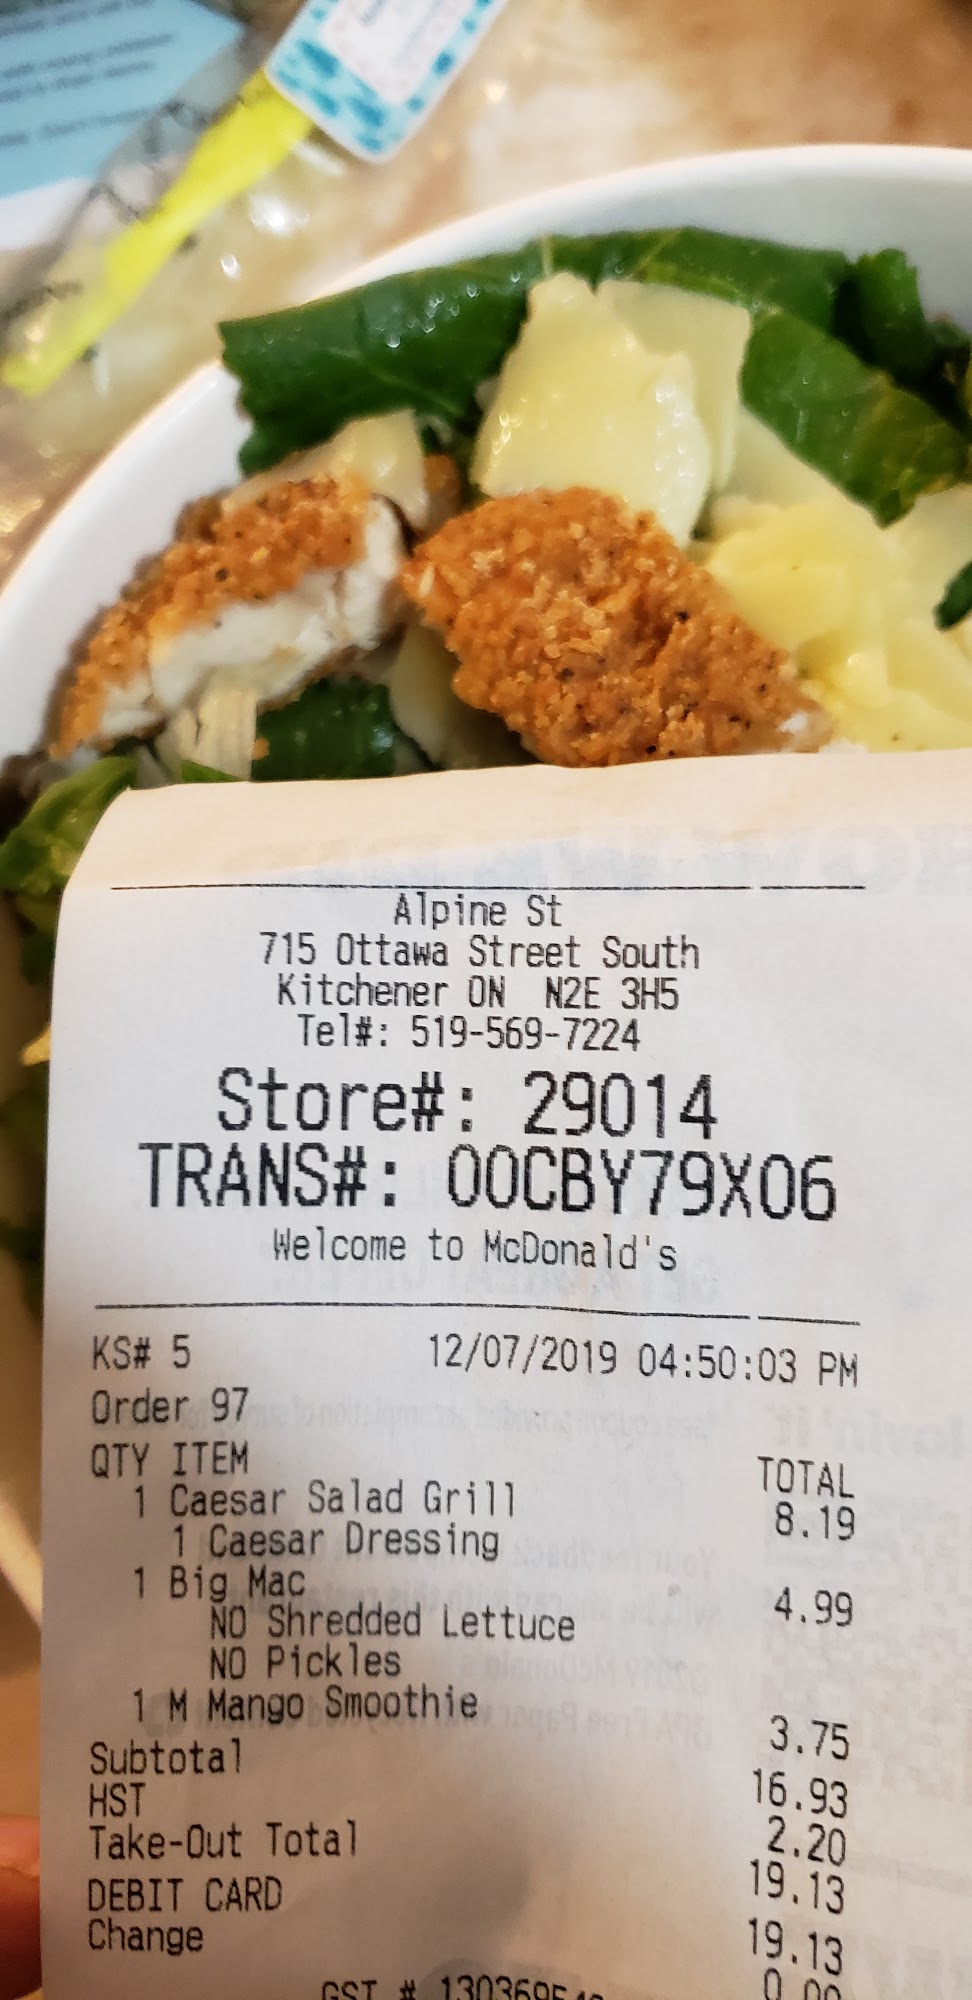 Alpine St
715 Ottawa Street South
Kitchener ON N2E 3H5
Tel#: 519-569-7224
Store#: 29014
TRANS#: 00CBY79X06
Welcome to McDonald's
KS# 5 12/07/2019 04:50:03 PM
Order 97
QTY ITEM TOTAL
1 Caesar Salad Grill 8.19
1 Caesar Dressing
1 Big Mac 4.99
NO Shredded Lettuce
NO Pickles
1 M Mango Smoothie 3.75
Subtotal 16.93
HST 2.20
Take-Out Total 19.13
DEBIT CARD 19.13
Change 0.00
GST #